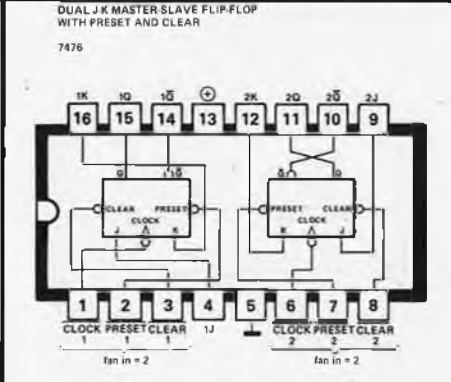 DUAL J-K MASTER-SLAVE FLIP-FLOP
WITH PRESET AND CLEAR
7476
1K 1Q 1Q̅ ⊕ 2K 2Q 2Q̅ 2J
16 15 14 13 12 11 10 9
Q 1Q̅ Q̅ Q
CLEAR PRESET PRESET CLEAR
CLOCK CLOCK
J K K J
1 2 3 4 5 6 7 8
CLOCK PRESET CLEAR 1J CLOCK PRESET CLEAR
1 1 1 2 2 2
fan in = 2 fan in = 2